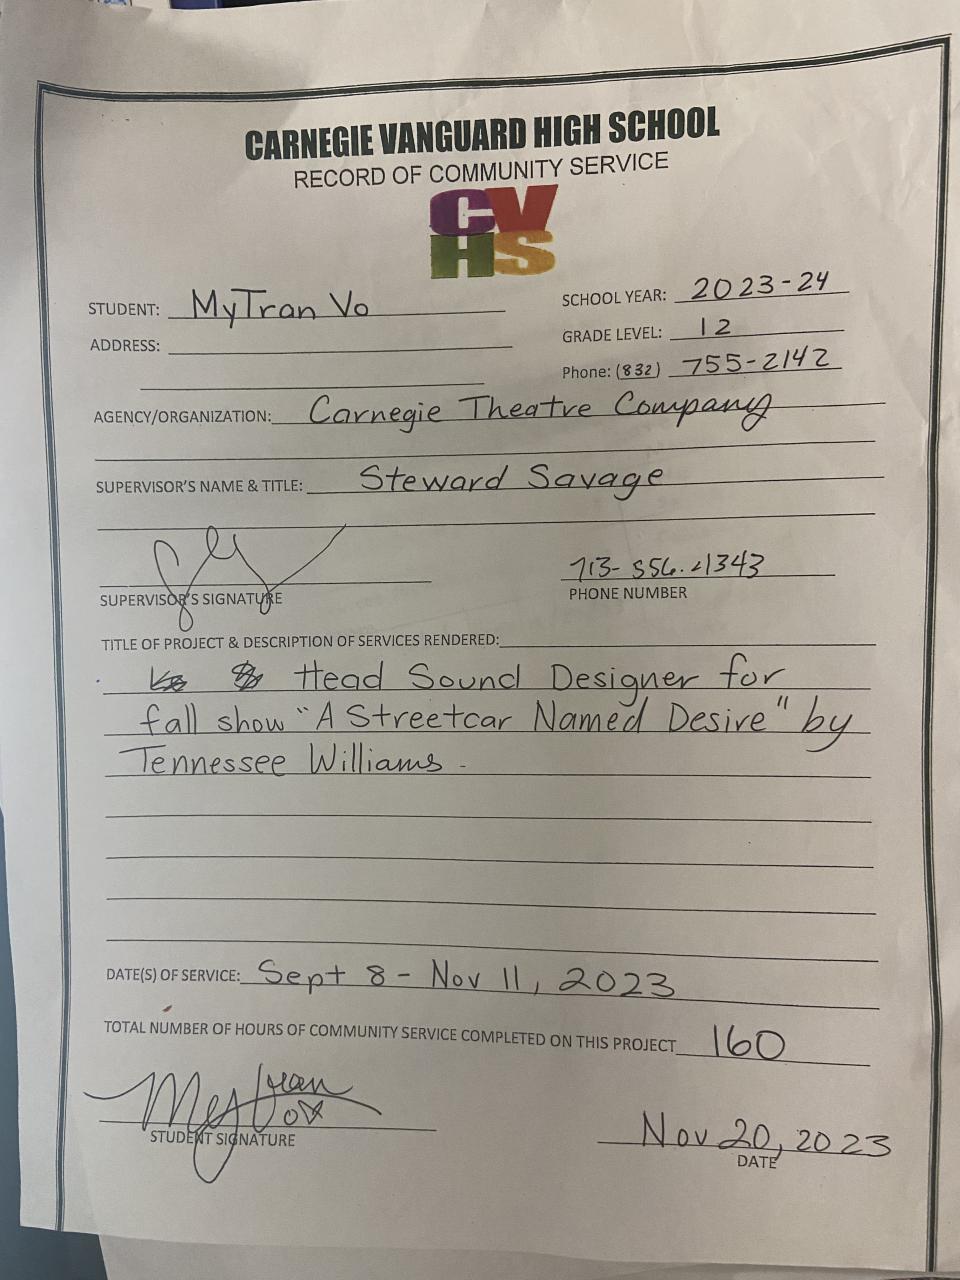 CARNEGIE VANGUARD HIGH SCHOOL
RECORD OF COMMUNITY SERVICE
CV
HS
STUDENT: MyTran Vo
SCHOOL YEAR: 2023-24
ADDRESS:
GRADE LEVEL: 12
Phone: (832) 755-2142
AGENCY/ORGANIZATION: Carnegie Theatre Company
SUPERVISOR'S NAME & TITLE: Steward Savage
713-556.
SUPERVISOR'S SIGNATURE
PHONE NUMBER
TITLE OF PROJECT & DESCRIPTION OF SERVICES RENDERED:
Head Sound Designer for
fall show "A Streetcar Named Desire" by
Tennessee Williams.
DATE(S) OF SERVICE: Sept 8 - Nov 11, 2023
TOTAL NUMBER OF HOURS OF COMMUNITY SERVICE COMPLETED ON THIS PROJECT 160
MyTran
Vo
STUDENT SIGNATURE
Nov 20, 2023
DATE